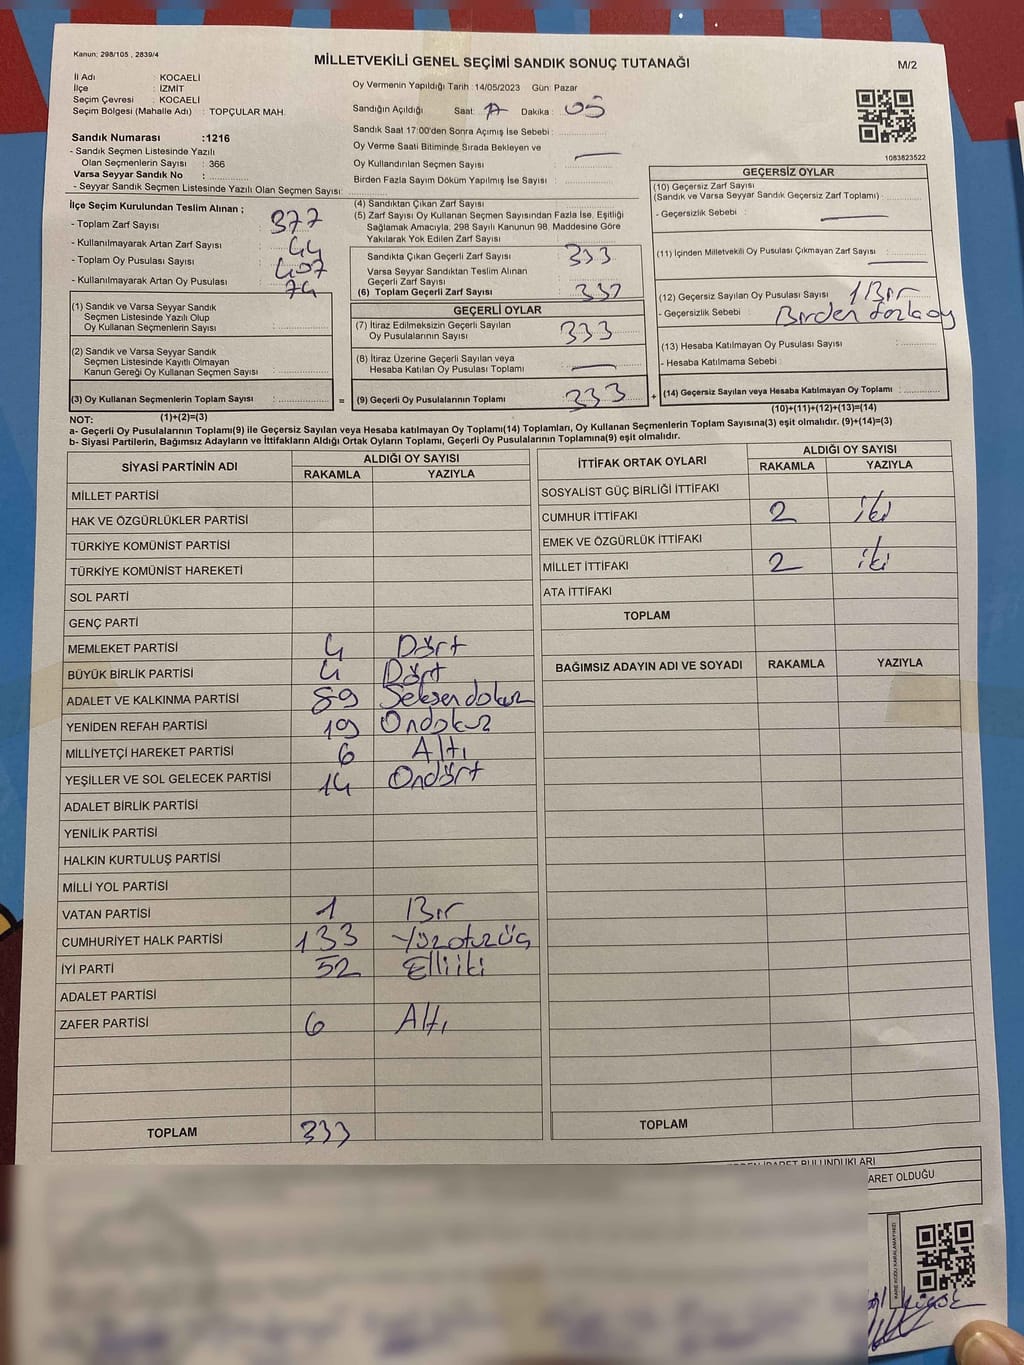 Kanun: 298/105 , 2839/4
MİLLETVEKİLİ GENEL SEÇİMİ SANDIK SONUÇ TUTANAĞI
M/2
İl Adı : KOCAELİ
İlçe : İZMİT
Seçim Çevresi : KOCAELİ
Seçim Bölgesi (Mahalle Adı) : TOPÇULAR MAH.
Sandık Numarası :1216
- Sandık Seçmen Listesinde Yazılı
Olan Seçmenlerin Sayısı : 366
Varsa Seyyar Sandık No :
- Seyyar Sandık Seçmen Listesinde Yazılı Olan Seçmen Sayısı:
Oy Vermenin Yapıldığı Tarih : 14/05/2023 Gün: Pazar
Sandığın Açıldığı Saat: Dakika : 05
Sandık Saat 17:00'den Sonra Açımış İse Sebebi :
Oy Verme Saati Bitiminde Sırada Bekleyen ve
Oy Kullandırılan Seçmen Sayısı
Birden Fazla Sayım Döküm Yapılmış İse Sayısı :
1083823522
İlçe Seçim Kurulundan Teslim Alınan ;
- Toplam Zarf Sayısı : 377
- Kullanılmayarak Artan Zarf Sayısı : 44
- Toplam Oy Pusulası Sayısı : 407
- Kullanılmayarak Artan Oy Pusulası : 74
(1) Sandık ve Varsa Seyyar Sandık
Seçmen Listesinde Yazılı Olup
Oy Kullanan Seçmenlerin Sayısı :
(2) Sandık ve Varsa Seyyar Sandık
Seçmen Listesinde Kayıtlı Olmayan
Kanun Gereği Oy Kullanan Seçmen Sayısı :
(3) Oy Kullanan Seçmenlerin Toplam Sayısı :
(1)+(2)=(3)
=
(4) Sandıktan Çıkan Zarf Sayısı :
(5) Zarf Sayısı Oy Kullanan Seçmen Sayısından Fazla İse, Eşitliği
Sağlamak Amacıyla, 298 Sayılı Kanunun 98. Maddesine Göre
Yakılarak Yok Edilen Zarf Sayısı :
Sandıkta Çıkan Geçerli Zarf Sayısı : 333
Varsa Seyyar Sandıktan Teslim Alınan
Geçerli Zarf Sayısı
(6) Toplam Geçerli Zarf Sayısı : 333
GEÇERLİ OYLAR
(7) İtiraz Edilmeksizin Geçerli Sayılan
Oy Pusulalarının Sayısı : 333
(8) İtiraz Üzerine Geçerli Sayılan veya
Hesaba Katılan Oy Pusulası Toplamı :
(9) Geçerli Oy Pusulalarının Toplamı : 333
+
GEÇERSİZ OYLAR
(10) Geçersiz Zarf Sayısı
(Sandık ve Varsa Seyyar Sandık Geçersiz Zarf Toplamı) :
- Geçersizlik Sebebi :
(11) İçinden Milletvekili Oy Pusulası Çıkmayan Zarf Sayısı :
(12) Geçersiz Sayılan Oy Pusulası Sayısı : 1 Bir
- Geçersizlik Sebebi : Birden fazla oy
(13) Hesaba Katılmayan Oy Pusulası Sayısı :
- Hesaba Katılmama Sebebi :
(14) Geçersiz Sayılan veya Hesaba Katılmayan Oy Toplamı :
(10)+(11)+(12)+(13)=(14)
NOT:
a- Geçerli Oy Pusulalarının Toplamı(9) ile Geçersiz Sayılan veya Hesaba katılmayan Oy Toplamı(14) Toplamları, Oy Kullanan Seçmenlerin Toplam Sayısına(3) eşit olmalıdır. (9)+(14)=(3)
b- Siyasi Partilerin, Bağımsız Adayların ve İttifakların Aldığı Ortak Oyların Toplamı, Geçerli Oy Pusulalarının Toplamına(9) eşit olmalıdır.
SİYASİ PARTİNİN ADI
ALDIĞI OY SAYISI
RAKAMLA YAZIYLA
MİLLET PARTİSİ
HAK VE ÖZGÜRLÜKLER PARTİSİ
TÜRKİYE KOMÜNİST PARTİSİ
TÜRKİYE KOMÜNİST HAREKETİ
SOL PARTİ
GENÇ PARTİ
MEMLEKET PARTİSİ 4 Dört
BÜYÜK BİRLİK PARTİSİ 4 Dört
ADALET VE KALKINMA PARTİSİ 89 Seksendokuz
YENİDEN REFAH PARTİSİ 19 Ondokuz
MİLLİYETÇİ HAREKET PARTİSİ 6 Altı
YEŞİLLER VE SOL GELECEK PARTİSİ 14 Ondört
ADALET BİRLİK PARTİSİ
YENİLİK PARTİSİ
HALKIN KURTULUŞ PARTİSİ
MİLLİ YOL PARTİSİ
VATAN PARTİSİ 1 Bir
CUMHURİYET HALK PARTİSİ 133 Yüzotuzüç
İYİ PARTİ 52 Elliiki
ADALET PARTİSİ
ZAFER PARTİSİ 6 Altı
TOPLAM 333
İTTİFAK ORTAK OYLARI
ALDIĞI OY SAYISI
RAKAMLA YAZIYLA
SOSYALİST GÜÇ BİRLİĞİ İTTİFAKI
CUMHUR İTTİFAKI 2 iki
EMEK VE ÖZGÜRLÜK İTTİFAKI
MİLLET İTTİFAKI 2 iki
ATA İTTİFAKI
TOPLAM
BAĞIMSIZ ADAYIN ADI VE SOYADI RAKAMLA YAZIYLA
TOPLAM
BULUNDUKLARI
ARET OLDUĞU